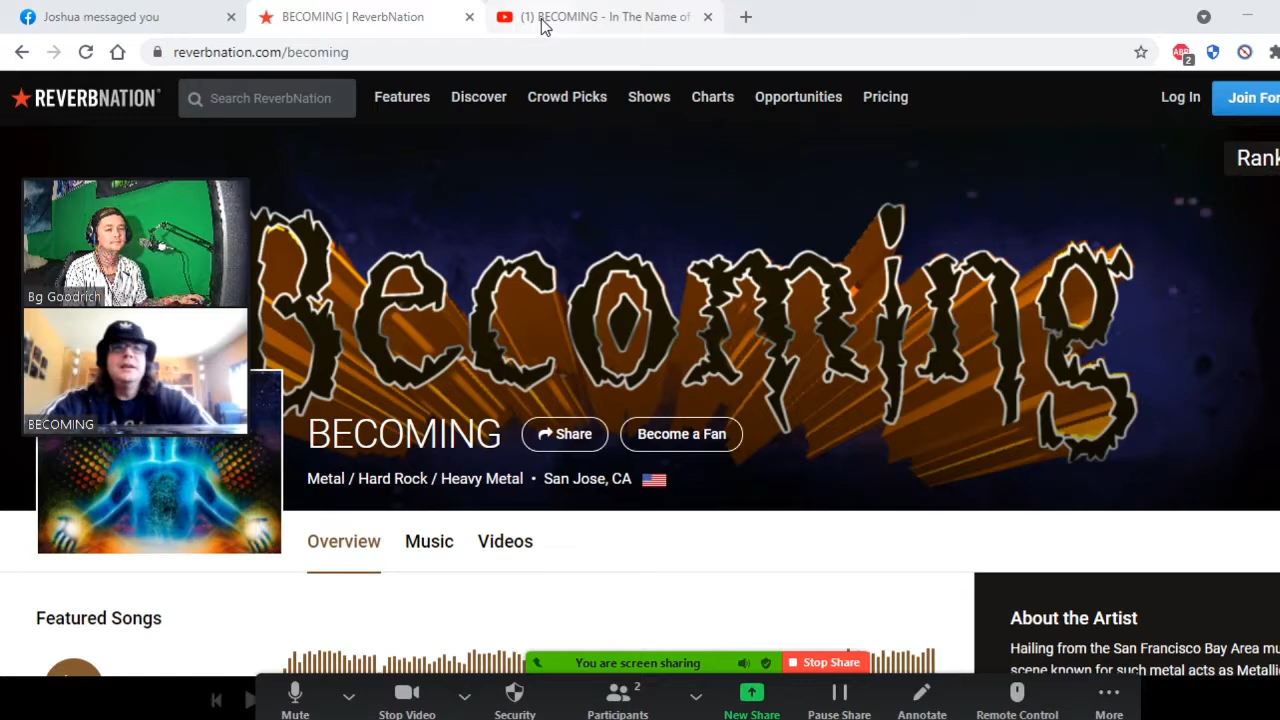 Joshua messaged you
BECOMING | ReverbNation
(1) BECOMING - In The Name of
reverbnation.com/becoming
ABP
2
REVERBNATION
Search ReverbNation
Features
Discover
Crowd Picks
Shows
Charts
Opportunities
Pricing
Log In
Join For
Rank
Becoming
Bg Goodrich
BECOMING
BECOMING
Share
Become a Fan
Metal / Hard Rock / Heavy Metal • San Jose, CA
Overview
Music
Videos
Featured Songs
About the Artist
Hailing from the San Francisco Bay Area mu
scene known for such metal acts as Metallic
You are screen sharing
Stop Share
Mute
Stop Video
Security
2
Participants
New Share
Pause Share
Annotate
Remote Control
More